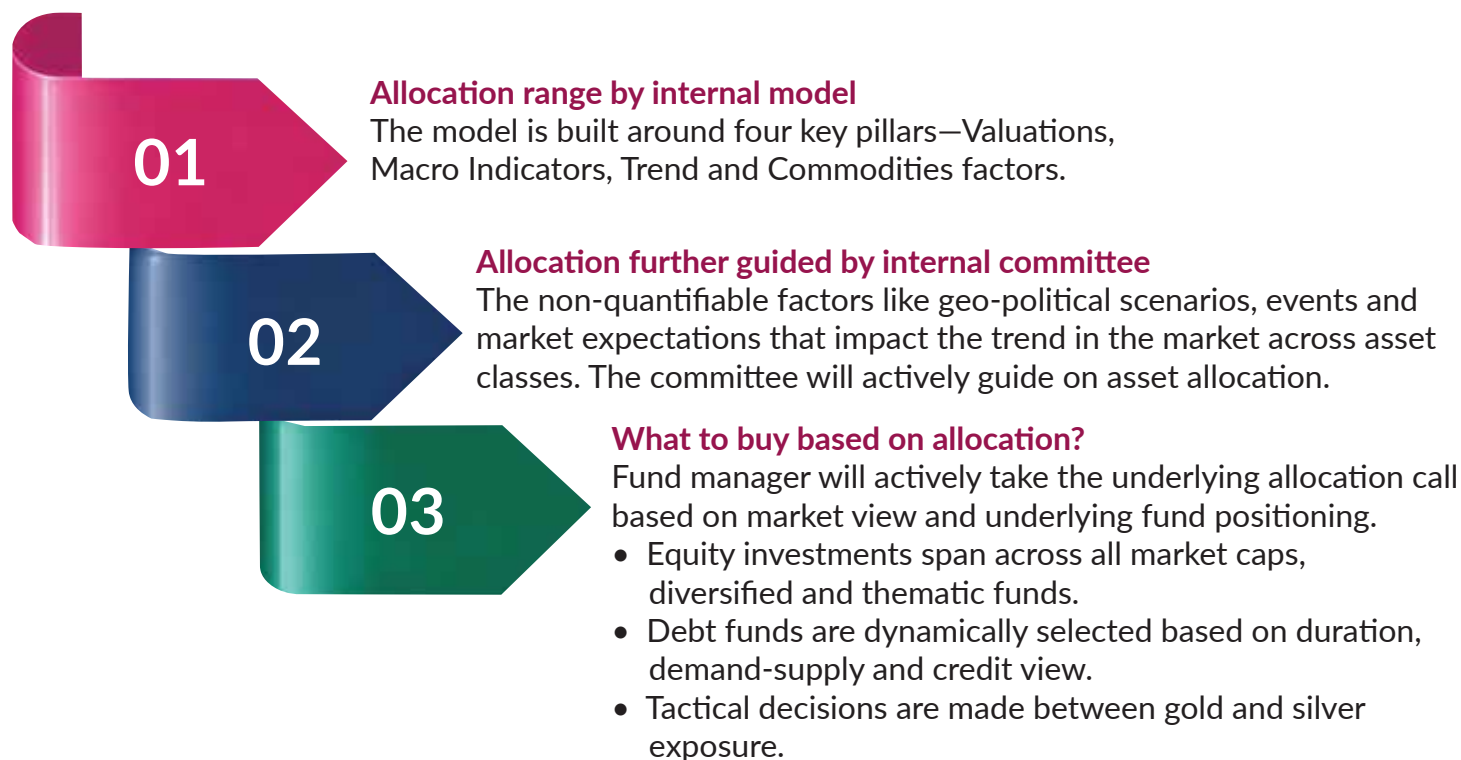 01
Allocation range by internal model
The model is built around four key pillars—Valuations,
Macro Indicators, Trend and Commodities factors.
02
Allocation further guided by internal committee
The non-quantifiable factors like geo-political scenarios, events and
market expectations that impact the trend in the market across asset
classes. The committee will actively guide on asset allocation.
03
What to buy based on allocation?
Fund manager will actively take the underlying allocation call
based on market view and underlying fund positioning.
• Equity investments span across all market caps,
diversified and thematic funds.
• Debt funds are dynamically selected based on duration,
demand-supply and credit view.
• Tactical decisions are made between gold and silver
exposure.